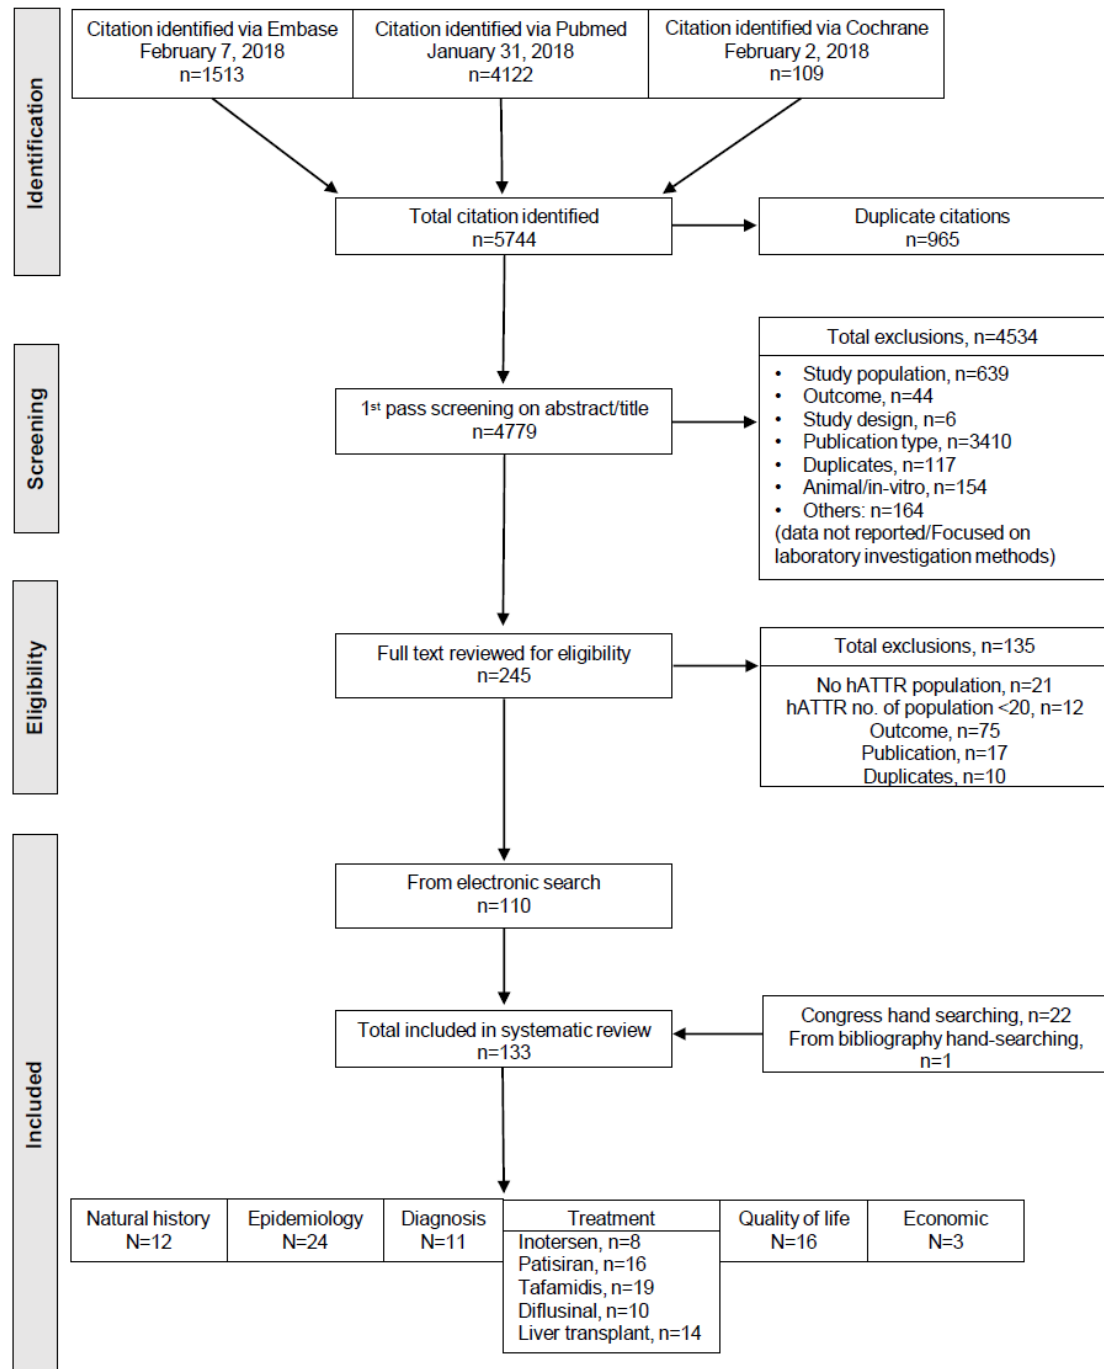 Identification
Citation identified via Embase
February 7, 2018
n=1513
Citation identified via Pubmed
January 31, 2018
n=4122
Citation identified via Cochrane
February 2, 2018
n=109
Total citation identified
n=5744
Duplicate citations
n=965
Screening
1st pass screening on abstract/title
n=4779
Total exclusions, n=4534
• Study population, n=639
• Outcome, n=44
• Study design, n=6
• Publication type, n=3410
• Duplicates, n=117
• Animal/in-vitro, n=154
• Others: n=164
(data not reported/Focused on
laboratory investigation methods)
Eligibility
Full text reviewed for eligibility
n=245
Total exclusions, n=135
No hATTR population, n=21
hATTR no. of population <20, n=12
Outcome, n=75
Publication, n=17
Duplicates, n=10
Included
From electronic search
n=110
Total included in systematic review
n=133
Congress hand searching, n=22
From bibliography hand-searching,
n=1
Natural history
N=12
Epidemiology
N=24
Diagnosis
N=11
Treatment
Inotersen, n=8
Patisiran, n=16
Tafamidis, n=19
Diflusinal, n=10
Liver transplant, n=14
Quality of life
N=16
Economic
N=3